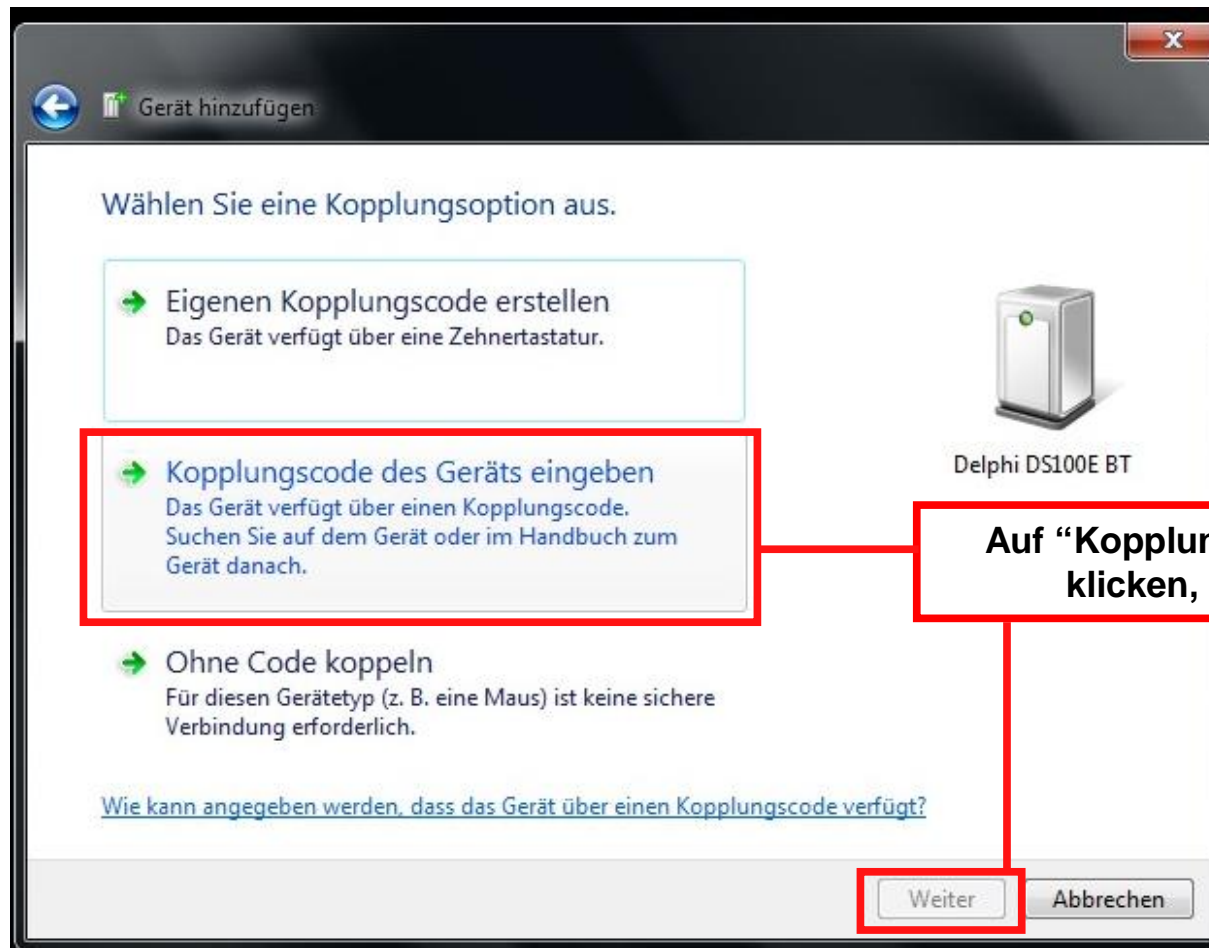 Gerät hinzufügen
Wählen Sie eine Kopplungsoption aus.
Eigenen Kopplungscode erstellen
Das Gerät verfügt über eine Zehnertastatur.
Kopplungscode des Geräts eingeben
Das Gerät verfügt über einen Kopplungscode.
Suchen Sie auf dem Gerät oder im Handbuch zum
Gerät danach.
Delphi DS100E BT
Auf “Kopplun
klicken,
Ohne Code koppeln
Für diesen Gerätetyp (z. B. eine Maus) ist keine sichere
Verbindung erforderlich.
Wie kann angegeben werden, dass das Gerät über einen Kopplungscode verfügt?
Weiter
Abbrechen